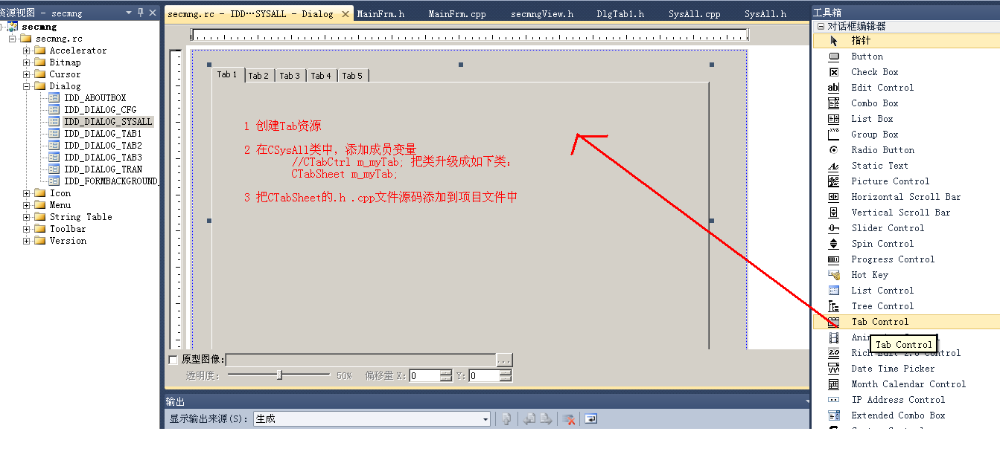 资源视图 - secmng
secmng
secmng.rc
Accelerator
Bitmap
Cursor
Dialog
IDD_ABOUTBOX
IDD_DIALOG_CFG
IDD_DIALOG_SYSALL
IDD_DIALOG_TAB1
IDD_DIALOG_TAB2
IDD_DIALOG_TAB3
IDD_DIALOG_TRAN
IDD_FORMBACKGROUND_
Icon
Menu
String Table
Toolbar
Version
secmng.rc - IDD…SYSALL - Dialog MainFrm.h MainFrm.cpp secmngView.h DlgTab1.h SysAll.cpp SysAll.h
Tab 1 Tab 2 Tab 3 Tab 4 Tab 5
1 创建Tab资源
2 在CSysAll类中，添加成员变量
//CTabCtrl m_myTab; 把类升级成如下类：
CTabSheet m_myTab;
3 把CTabSheet的.h .cpp文件源码添加到项目文件中
原型图像: ...
透明度: 50% 偏移量 X: 0 Y: 0
输出
显示输出来源(S): 生成
工具箱
对话框编辑器
指针
Button
Check Box
Edit Control
Combo Box
List Box
Group Box
Radio Button
Static Text
Picture Control
Horizontal Scroll Bar
Vertical Scroll Bar
Slider Control
Spin Control
Progress Control
Hot Key
List Control
Tree Control
Tab Control
Tab Control
Rich Edit 2.0 Control
Date Time Picker
Month Calendar Control
IP Address Control
Extended Combo Box